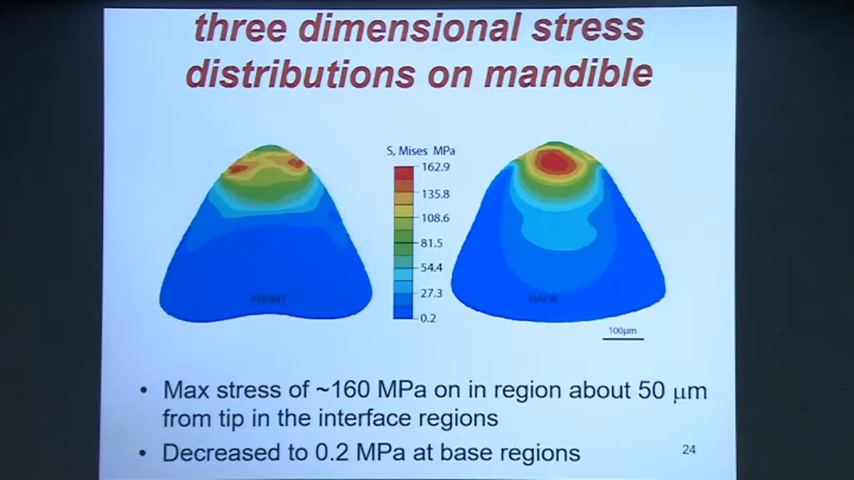 three dimensional stress
distributions on mandible
S, Mises MPa
162.9
135.8
108.6
81.5
54.4
27.3
0.2
FRONT
BACK
100μm
• Max stress of ~160 MPa on in region about 50 μm
from tip in the interface regions
• Decreased to 0.2 MPa at base regions
24